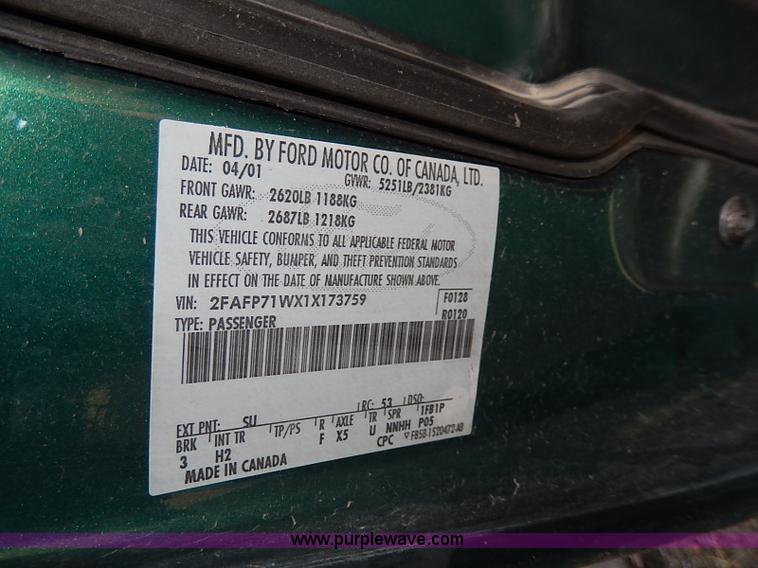 MFD. BY FORD MOTOR CO. OF CANADA, LTD.
DATE: 04/01 GVWR: 5251LB/2381KG
FRONT GAWR: 2620LB 1188KG
REAR GAWR: 2687LB 1218KG
THIS VEHICLE CONFORMS TO ALL APPLICABLE FEDERAL MOTOR
VEHICLE SAFETY, BUMPER, AND THEFT PREVENTION STANDARDS
IN EFFECT ON THE DATE OF MANUFACTURE SHOWN ABOVE.
VIN: 2FAFP71WX1X173759 F0128
TYPE: PASSENGER R0120
EXT PNT: SU RC: 53 DSO:
BRK INT TR TP/PS R AXLE TR SPR 1FB1P
3 H2 F X5 U NNHH P05
MADE IN CANADA CPC F85B-1520472-AB
www.purplewave.com